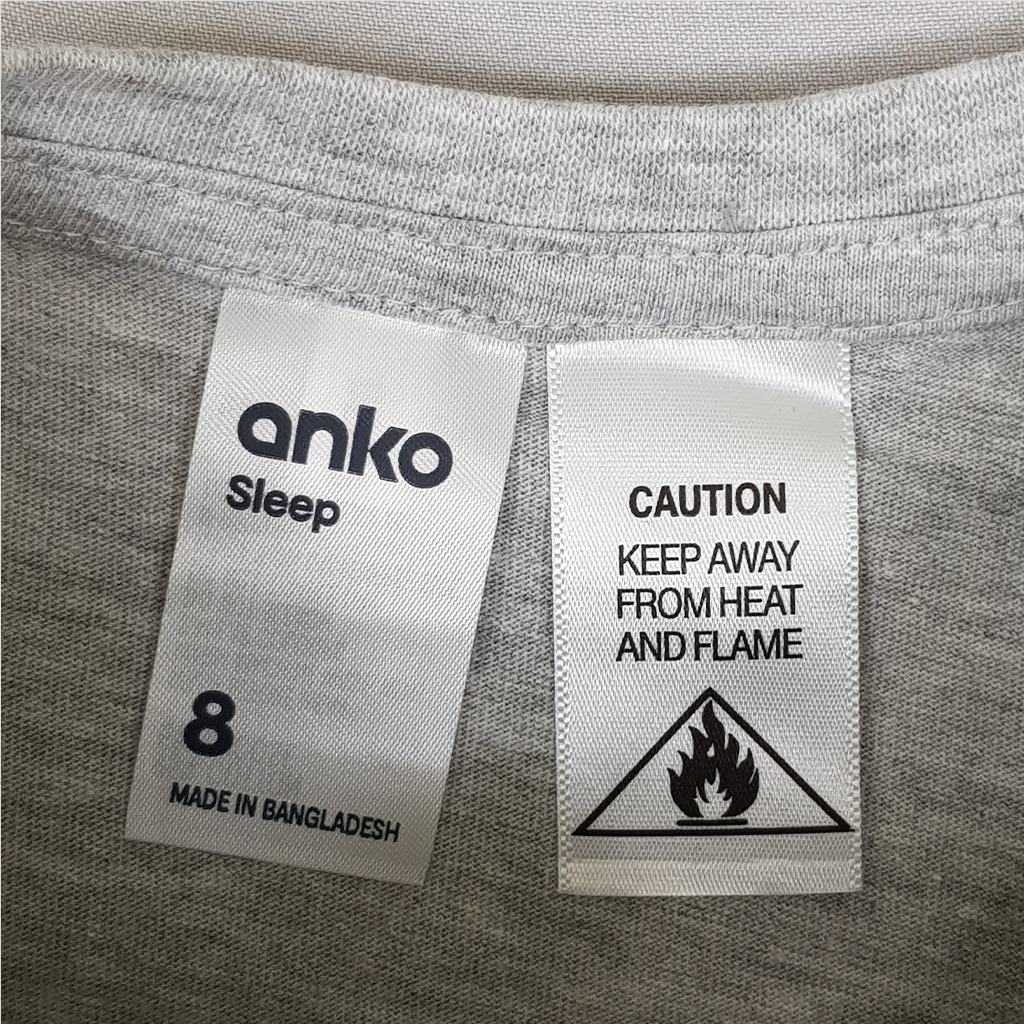 anko
Sleep
8
MADE IN BANGLADESH
CAUTION
KEEP AWAY
FROM HEAT
AND FLAME